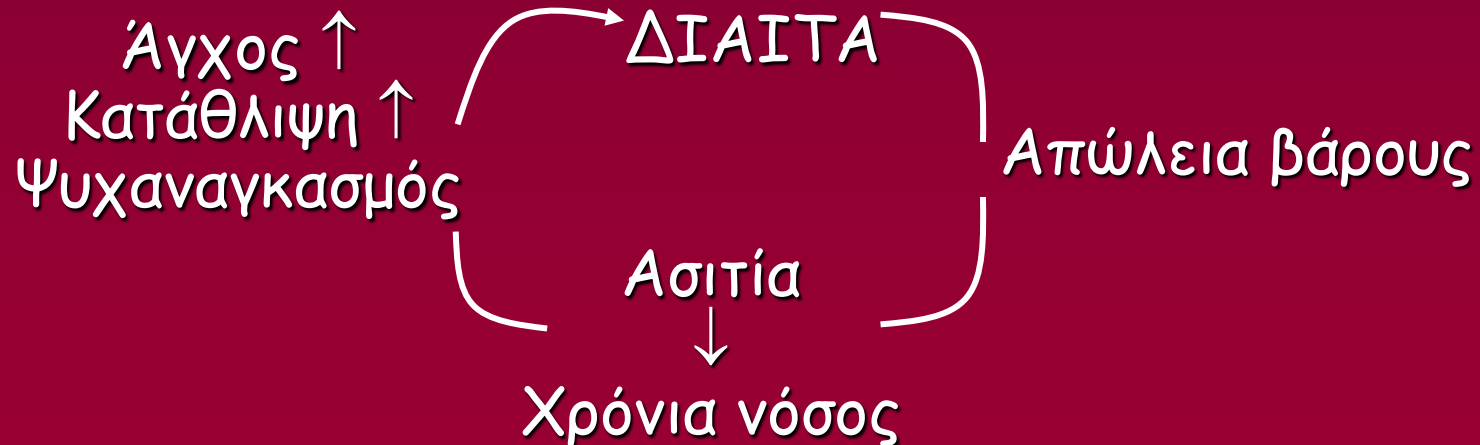 Άγχος ↑
Κατάθλιψη ↑
Ψυχαναγκασμός
ΔΙΑΙΤΑ
Απώλεια βάρους
Ασιτία
↓
Χρόνια νόσος